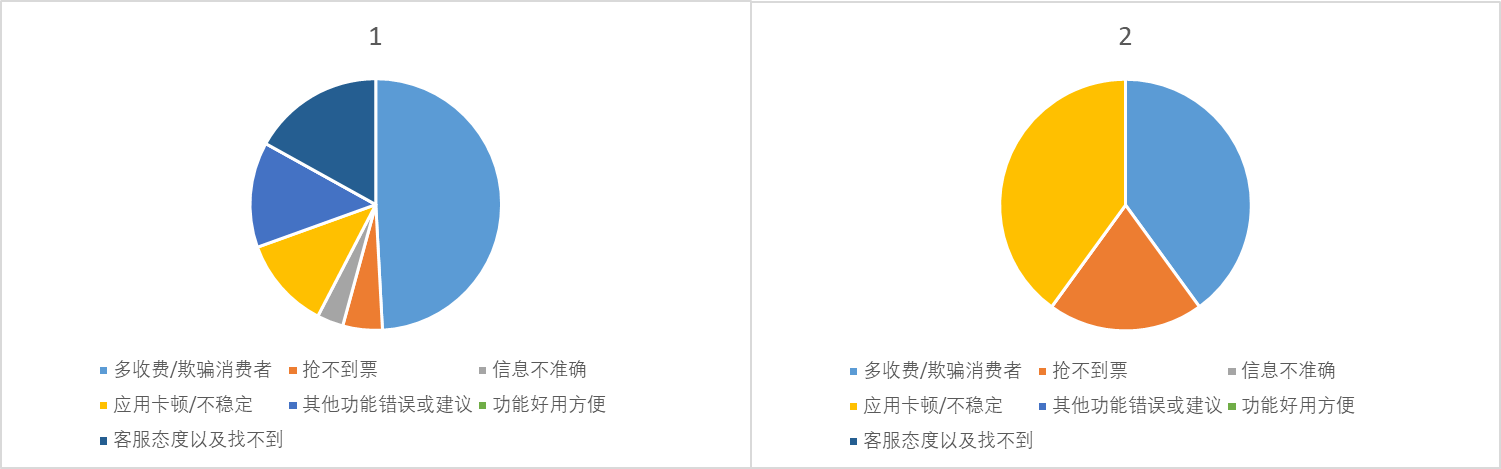 1
多收费/欺骗消费者 抢不到票 信息不准确
应用卡顿/不稳定 其他功能错误或建议 功能好用方便
客服态度以及找不到
2
多收费/欺骗消费者 抢不到票 信息不准确
应用卡顿/不稳定 其他功能错误或建议 功能好用方便
客服态度以及找不到